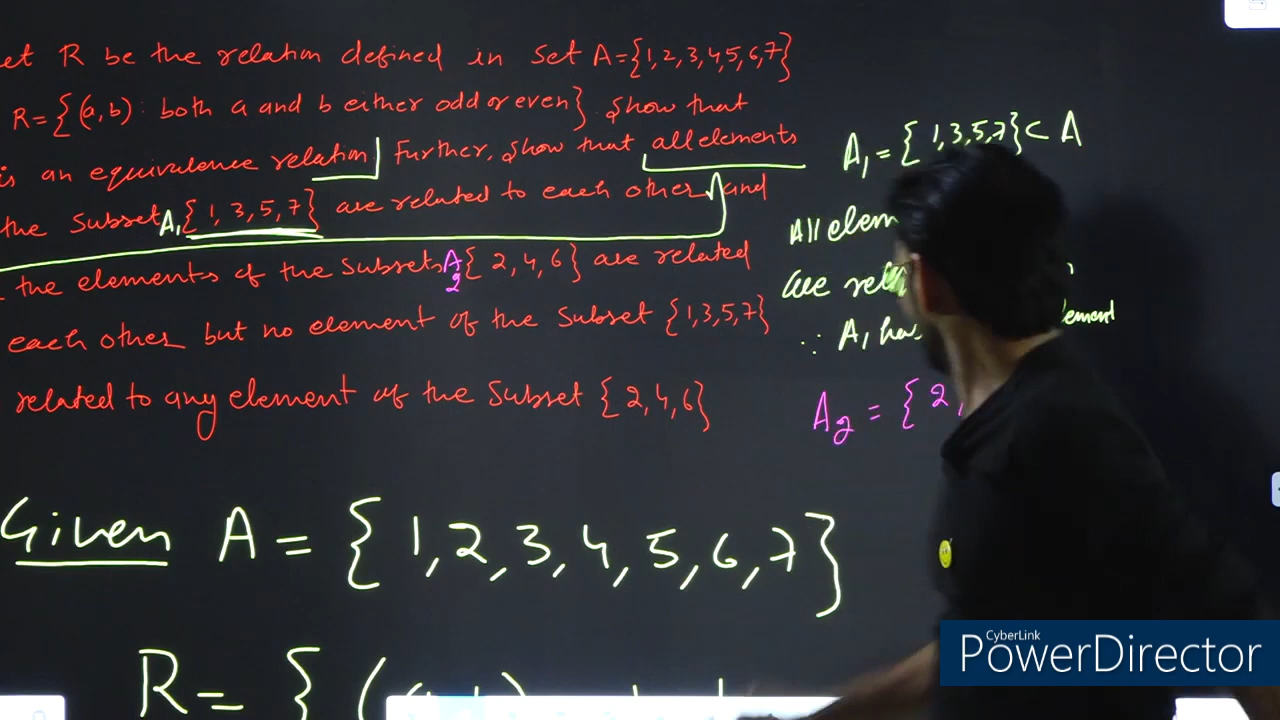 et R be the relation defined in Set A={1,2,3,4,5,6,7}
R={(a,b): both a and b either odd or even}. Show that
is an equivalence relation. Further, show that all elements
the Subset A1 {1,3,5,7} are related to each other and
the elements of the Subsets A2 {2,4,6} are related
each other but no element of the Subset {1,3,5,7}
related to any element of the Subset {2,4,6}
A1 = {1,3,5,7} ⊂ A
All elem
are rel
∵ A1 ha ement
A2 = {2,
Given A = {1,2,3,4,5,6,7}
R = {(
CyberLink
PowerDirector